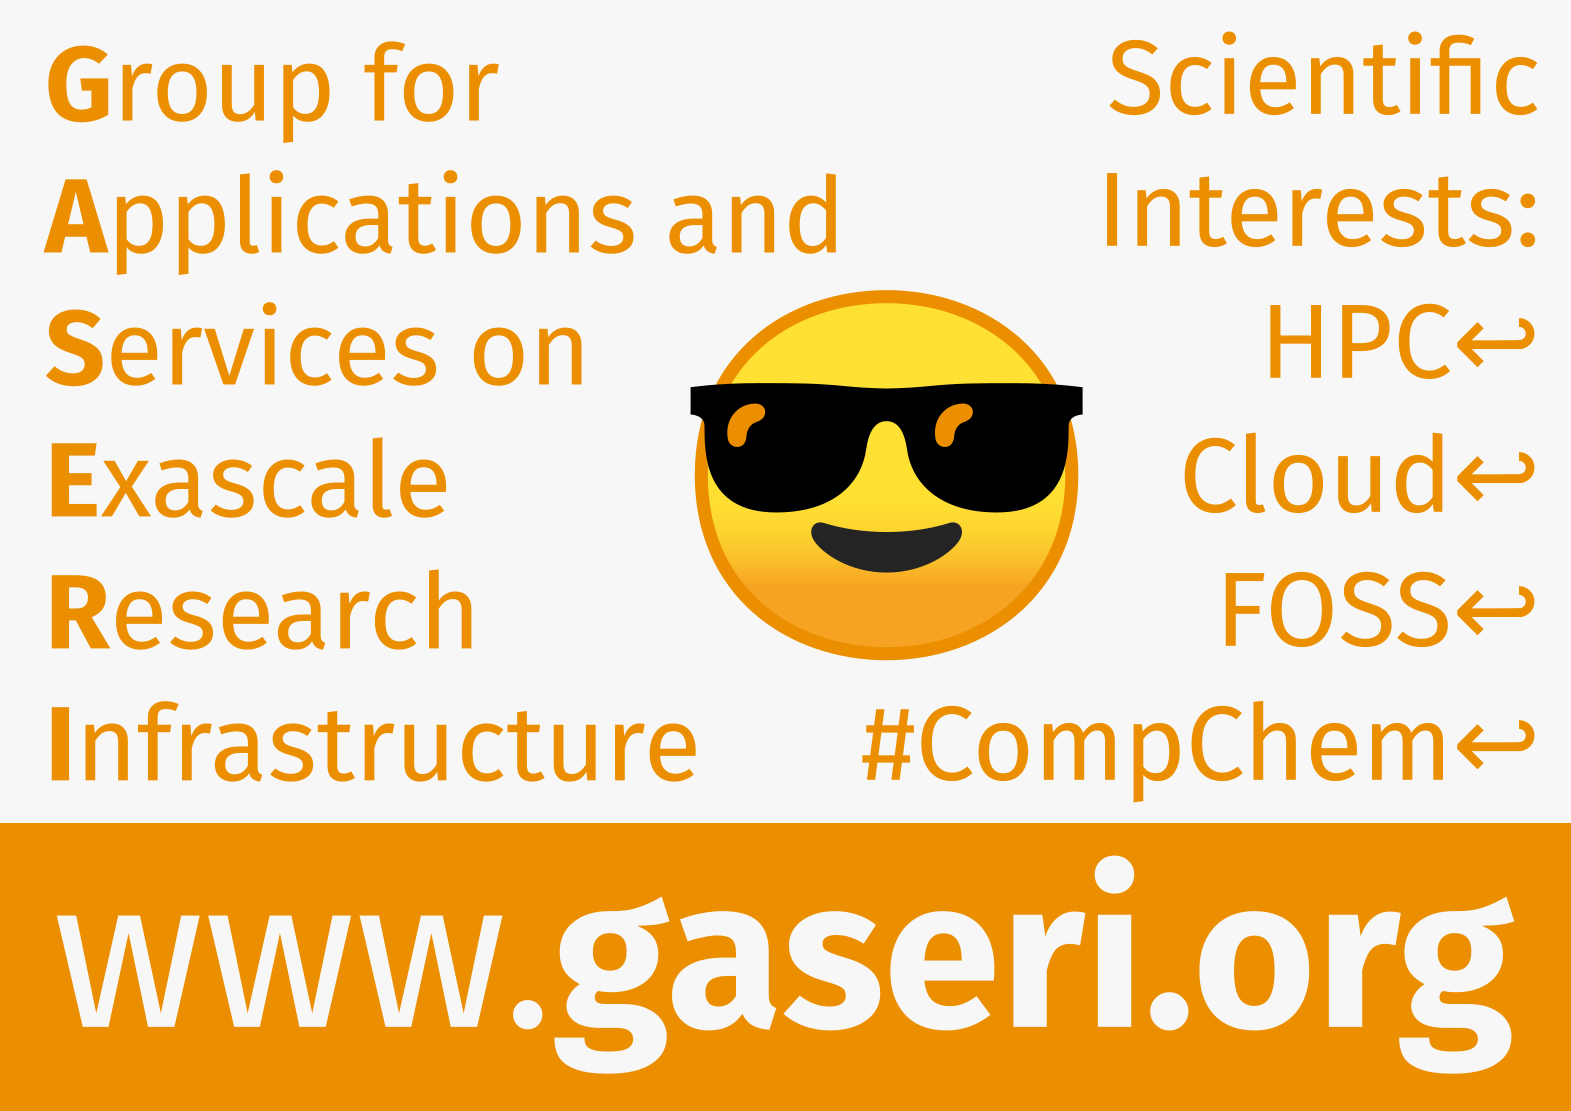 Group for
Applications and
Services on
Exascale
Research
Infrastructure
Scientific
Interests:
HPC↩
Cloud↩
FOSS↩
#CompChem↩
www.gaseri.org